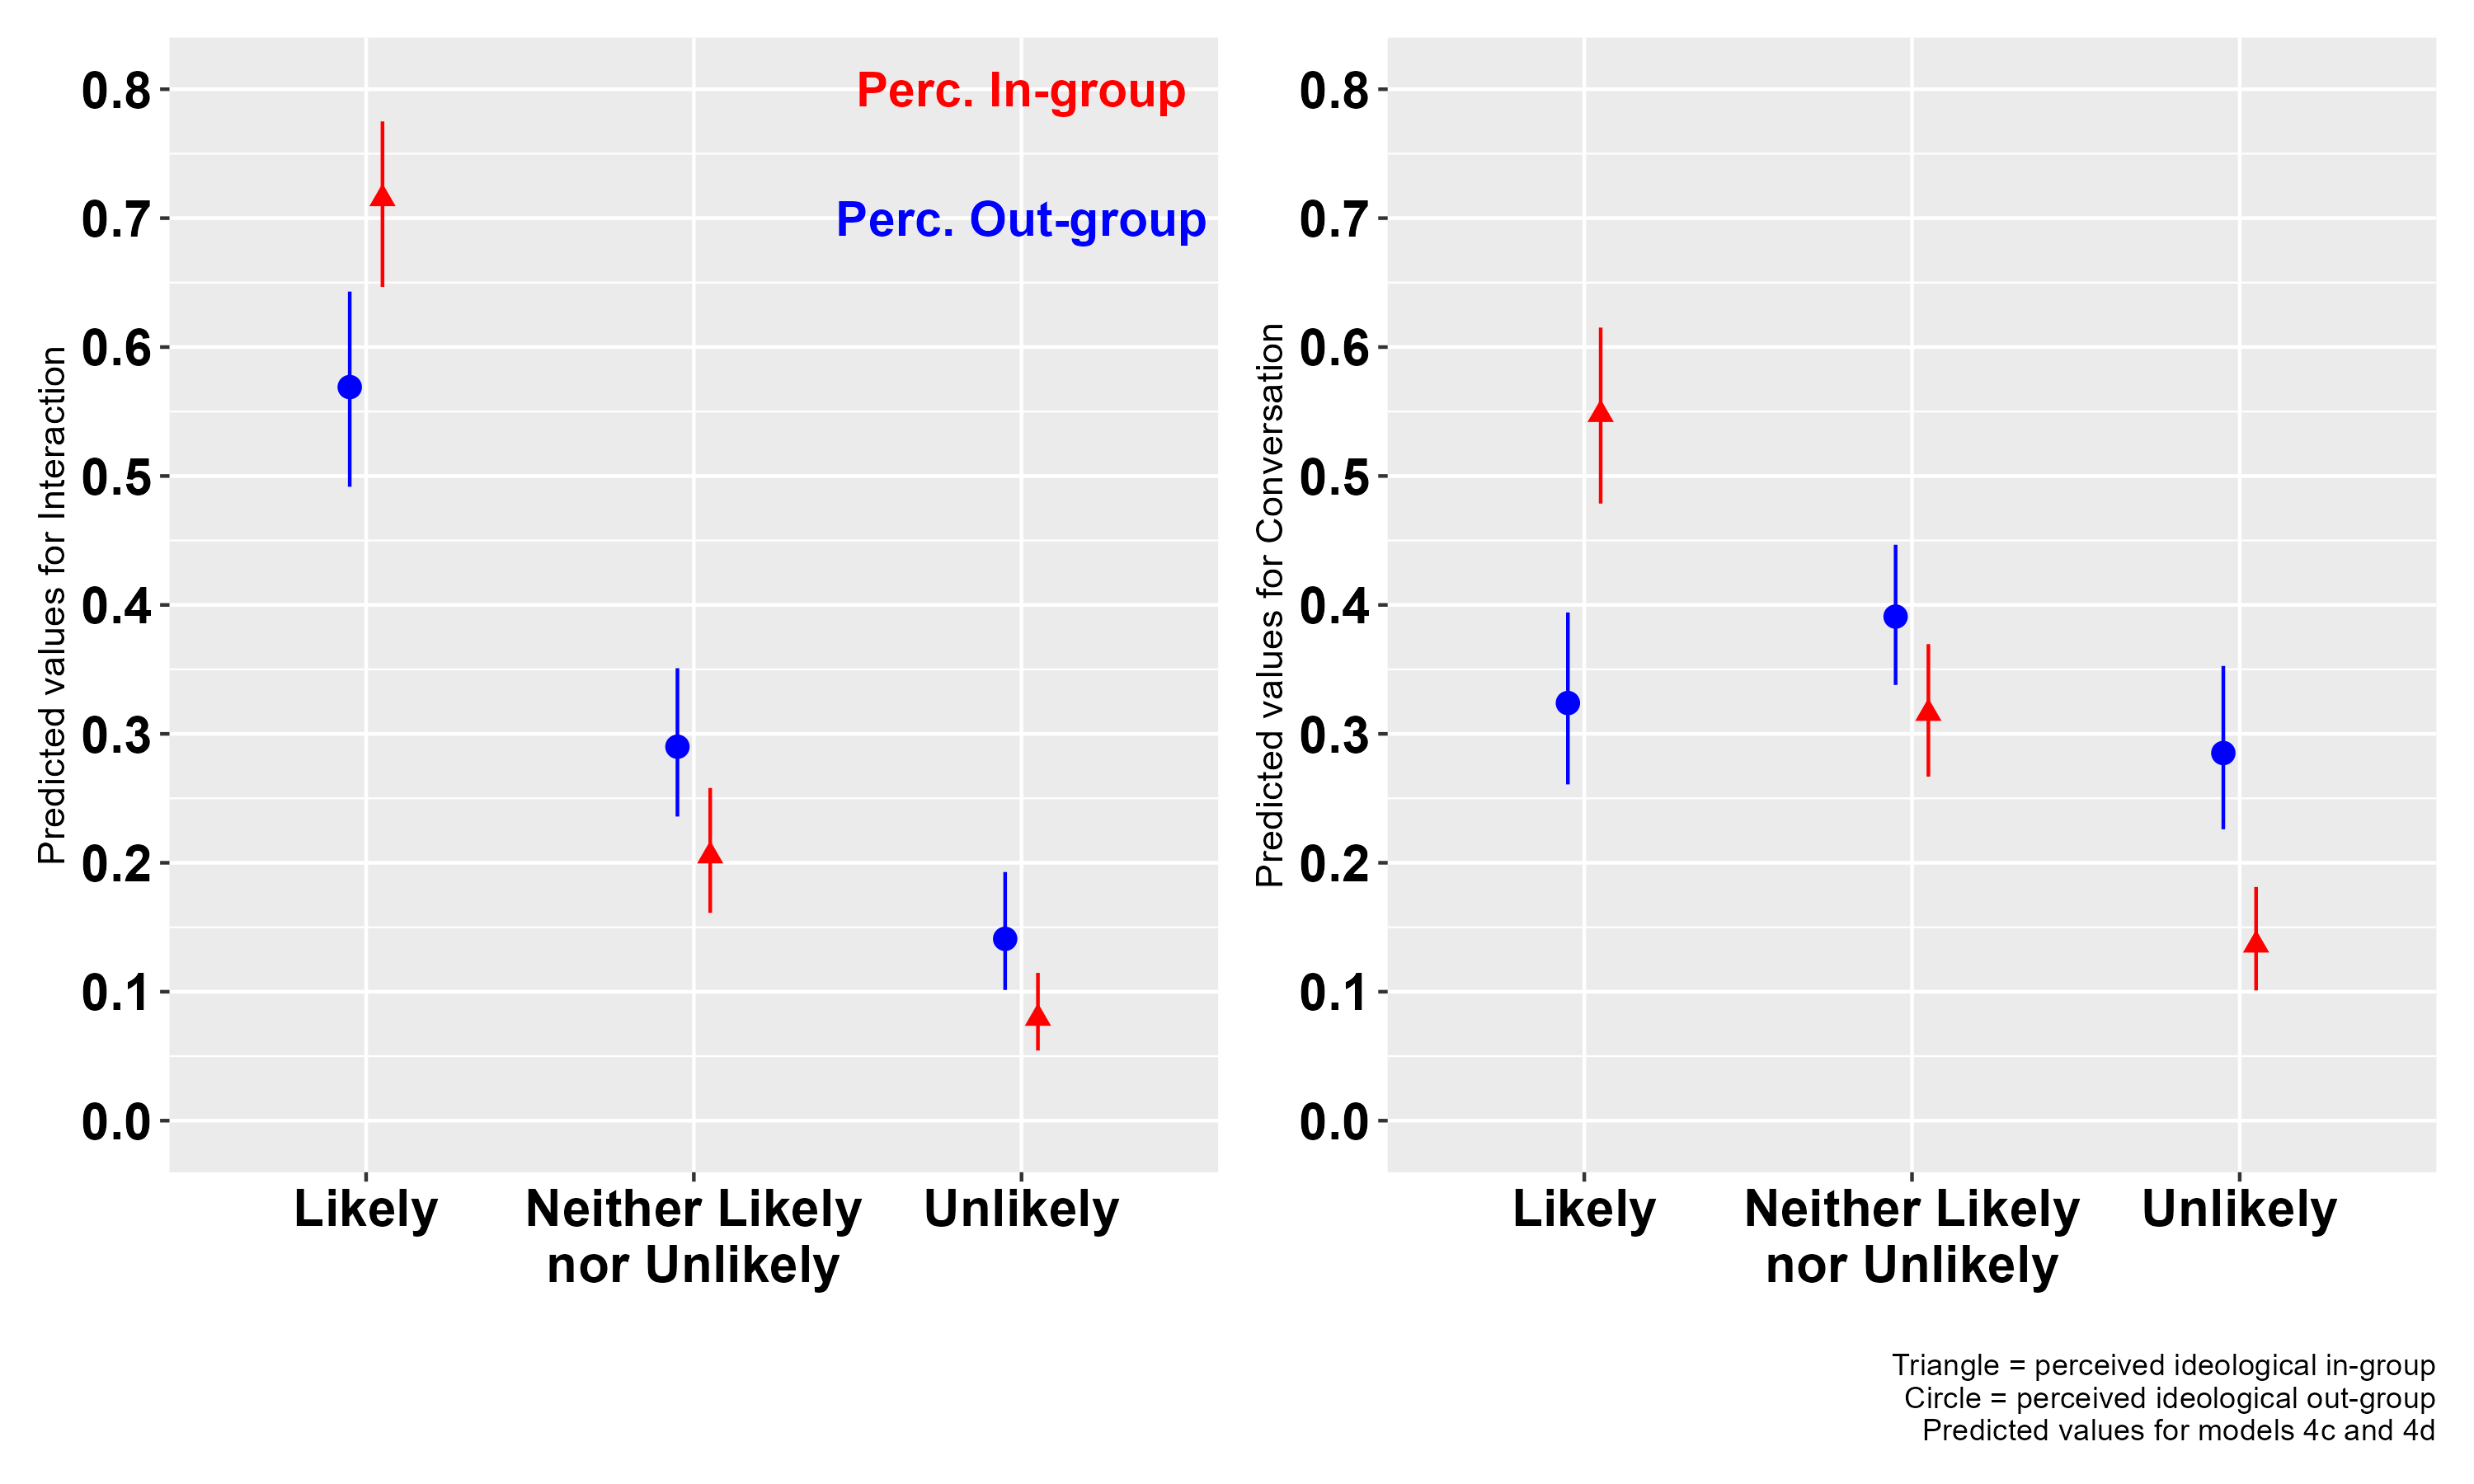 Predicted values for Interaction
0.8
0.7
0.6
0.5
0.4
0.3
0.2
0.1
0.0
Perc. In-group
Perc. Out-group
Likely
Neither Likely
nor Unlikely
Unlikely
Predicted values for Conversation
0.8
0.7
0.6
0.5
0.4
0.3
0.2
0.1
0.0
Likely
Neither Likely
nor Unlikely
Unlikely
Triangle = perceived ideological in-group
Circle = perceived ideological out-group
Predicted values for models 4c and 4d